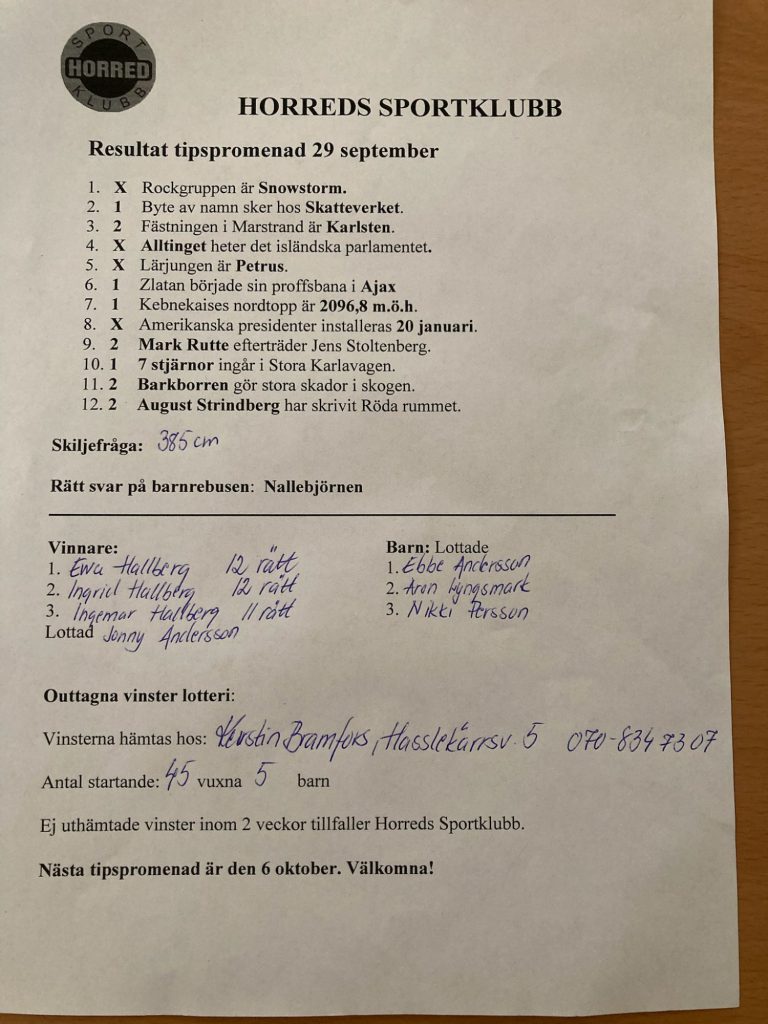 SPORT
HORRED
KLUBB
HORREDS SPORTKLUBB
Resultat tipspromenad 29 september
1. X Rockgruppen är Snowstorm.
2. 1 Byte av namn sker hos Skatteverket.
3. 2 Fästningen i Marstrand är Karlsten.
4. X Alltinget heter det isländska parlamentet.
5. X Lärjungen är Petrus.
6. 1 Zlatan började sin proffsbana i Ajax
7. 1 Kebnekaises nordtopp är 2096,8 m.ö.h.
8. X Amerikanska presidenter installeras 20 januari.
9. 2 Mark Rutte efterträder Jens Stoltenberg.
10. 1 7 stjärnor ingår i Stora Karlavagen.
11. 2 Barkborren gör stora skador i skogen.
12. 2 August Strindberg har skrivit Röda rummet.
Skiljefråga: 385 cm
Rätt svar på barnrebusen: Nallebjörnen
Vinnare:
1. Ewa Hallberg 12 rätt
2. Ingrid Hallberg 12 rätt
3. Ingemar Hallberg 11 rätt
Lottad Jonny Andersson
Barn: Lottade
1. Ebbe Andersson
2. Aron Lyngsmark
3. Nikki Persson
Outtagna vinster lotteri:
Vinsterna hämtas hos: Kerstin Bramfors, Hasslekärrsv. 5 070-834 73 07
Antal startande: 45 vuxna 5 barn
Ej uthämtade vinster inom 2 veckor tillfaller Horreds Sportklubb.
Nästa tipspromenad är den 6 oktober. Välkomna!